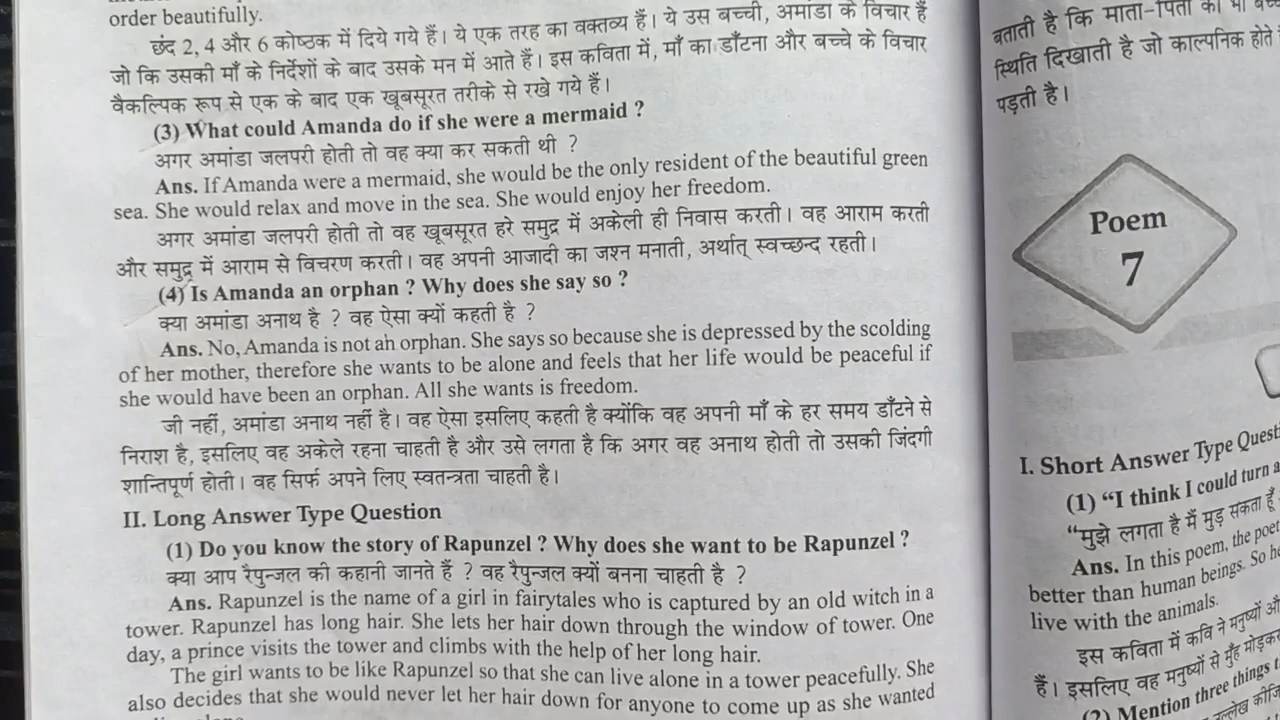 order beautifully.
छंद 2, 4 और 6 कोष्ठक में दिये गये हैं। ये एक तरह का वक्तव्य हैं। ये उस बच्ची, अमांडा के विचार हैं
जो कि उसकी माँ के निर्देशों के बाद उसके मन में आते हैं। इस कविता में, माँ का डाँटना और बच्चे के विचार
वैकल्पिक रूप से एक के बाद एक खूबसूरत तरीके से रखे गये हैं।
(3) What could Amanda do if she were a mermaid ?
अगर अमांडा जलपरी होती तो वह क्या कर सकती थी ?
Ans. If Amanda were a mermaid, she would be the only resident of the beautiful green
sea. She would relax and move in the sea. She would enjoy her freedom.
अगर अमांडा जलपरी होती तो वह खूबसूरत हरे समुद्र में अकेली ही निवास करती। वह आराम करती
और समुद्र में आराम से विचरण करती। वह अपनी आजादी का जश्न मनाती, अर्थात् स्वच्छन्द रहती।
(4) Is Amanda an orphan ? Why does she say so ?
क्या अमांडा अनाथ है ? वह ऐसा क्यों कहती है ?
Ans. No, Amanda is not ah orphan. She says so because she is depressed by the scolding
of her mother, therefore she wants to be alone and feels that her life would be peaceful if
she would have been an orphan. All she wants is freedom.
जी नहीं, अमांडा अनाथ नहीं है। वह ऐसा इसलिए कहती है क्योंकि वह अपनी माँ के हर समय डाँटने से
निराश है, इसलिए वह अकेले रहना चाहती है और उसे लगता है कि अगर वह अनाथ होती तो उसकी जिंदगी
शान्तिपूर्ण होती। वह सिर्फ अपने लिए स्वतन्त्रता चाहती है।
II. Long Answer Type Question
(1) Do you know the story of Rapunzel ? Why does she want to be Rapunzel ?
क्या आप रैपुन्जल की कहानी जानते हैं ? वह रैपुन्जल क्यों बनना चाहती है ?
Ans. Rapunzel is the name of a girl in fairytales who is captured by an old witch in a
tower. Rapunzel has long hair. She lets her hair down through the window of tower. One
day, a prince visits the tower and climbs with the help of her long hair.
The girl wants to be like Rapunzel so that she can live alone in a tower peacefully. She
also decides that she would never let her hair down for anyone to come up as she wanted
बताती है कि माता-पिता
स्थिति दिखाती है जो काल्पनिक होते
पड़ती है।
Poem
7
I. Short Answer Type
(1) "I think I could turn
"मुझे लगता है मैं मुड़ सकता हूँ
Ans. In this poem, the poet
better than human beings. So
live with the animals.
इस कविता में कवि ने मनुष्यों
हैं। इसलिए वह मनुष्यों से मुँह
(2) Mention three things